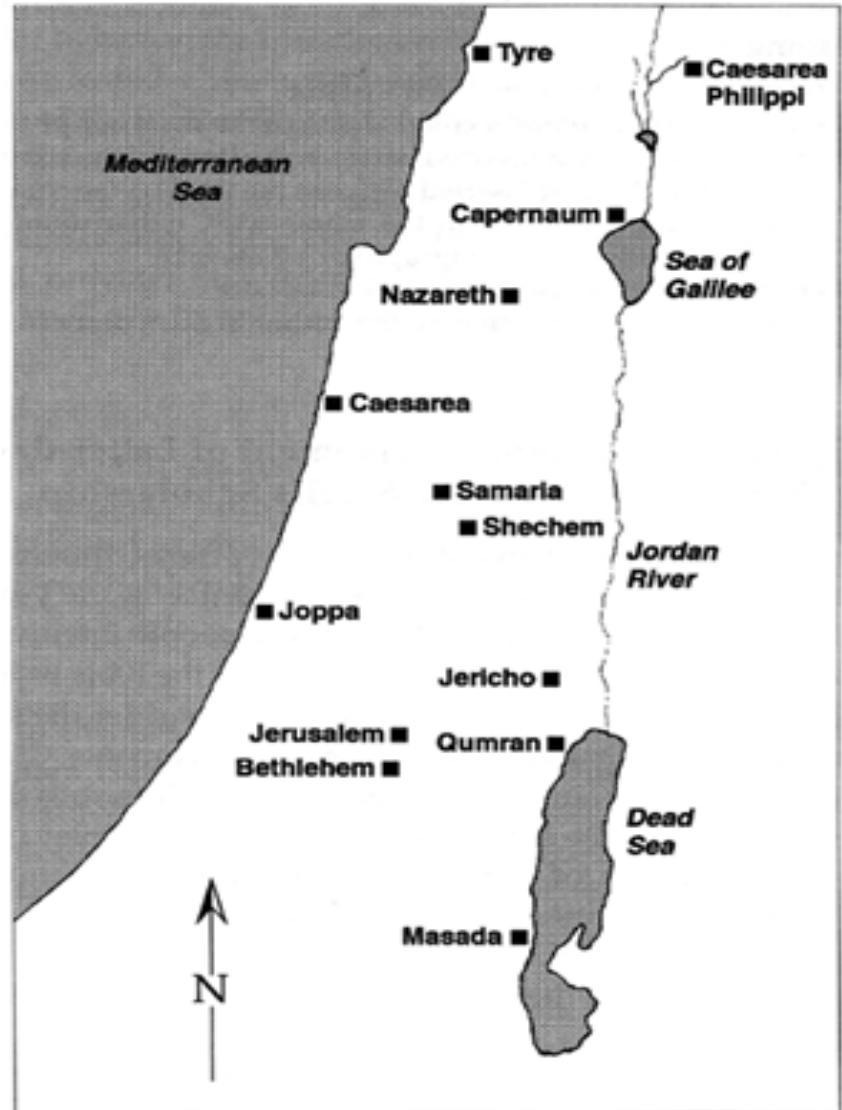 Tyre
Caesarea
Philippi
Mediterranean
Sea
Capernaum
Sea of
Galilee
Nazareth
Caesarea
Samaria
Shechem
Jordan
River
Joppa
Jericho
Jerusalem
Qumran
Bethlehem
Dead
Sea
Masada
N